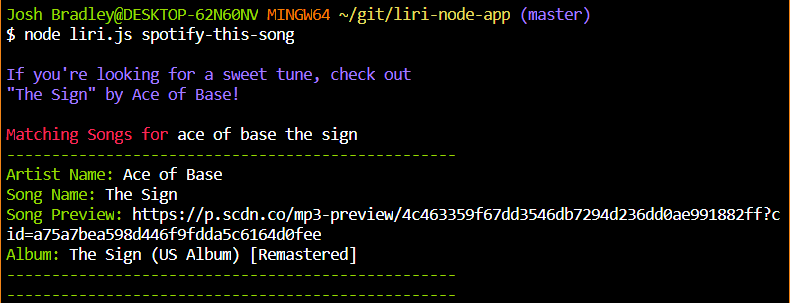 Josh Bradley@DESKTOP-62N60NV MINGW64 ~/git/liri-node-app (master)
$ node liri.js spotify-this-song
If you're looking for a sweet tune, check out
"The Sign" by Ace of Base!
Matching Songs for ace of base the sign
--------------------------------------------------
Artist Name: Ace of Base
Song Name: The Sign
Song Preview: https://p.scdn.co/mp3-preview/4c463359f67dd3546db7294d236dd0ae991882ff?c
id=a75a7bea598d446f9fdda5c6164d0fee
Album: The Sign (US Album) [Remastered]
--------------------------------------------------
--------------------------------------------------